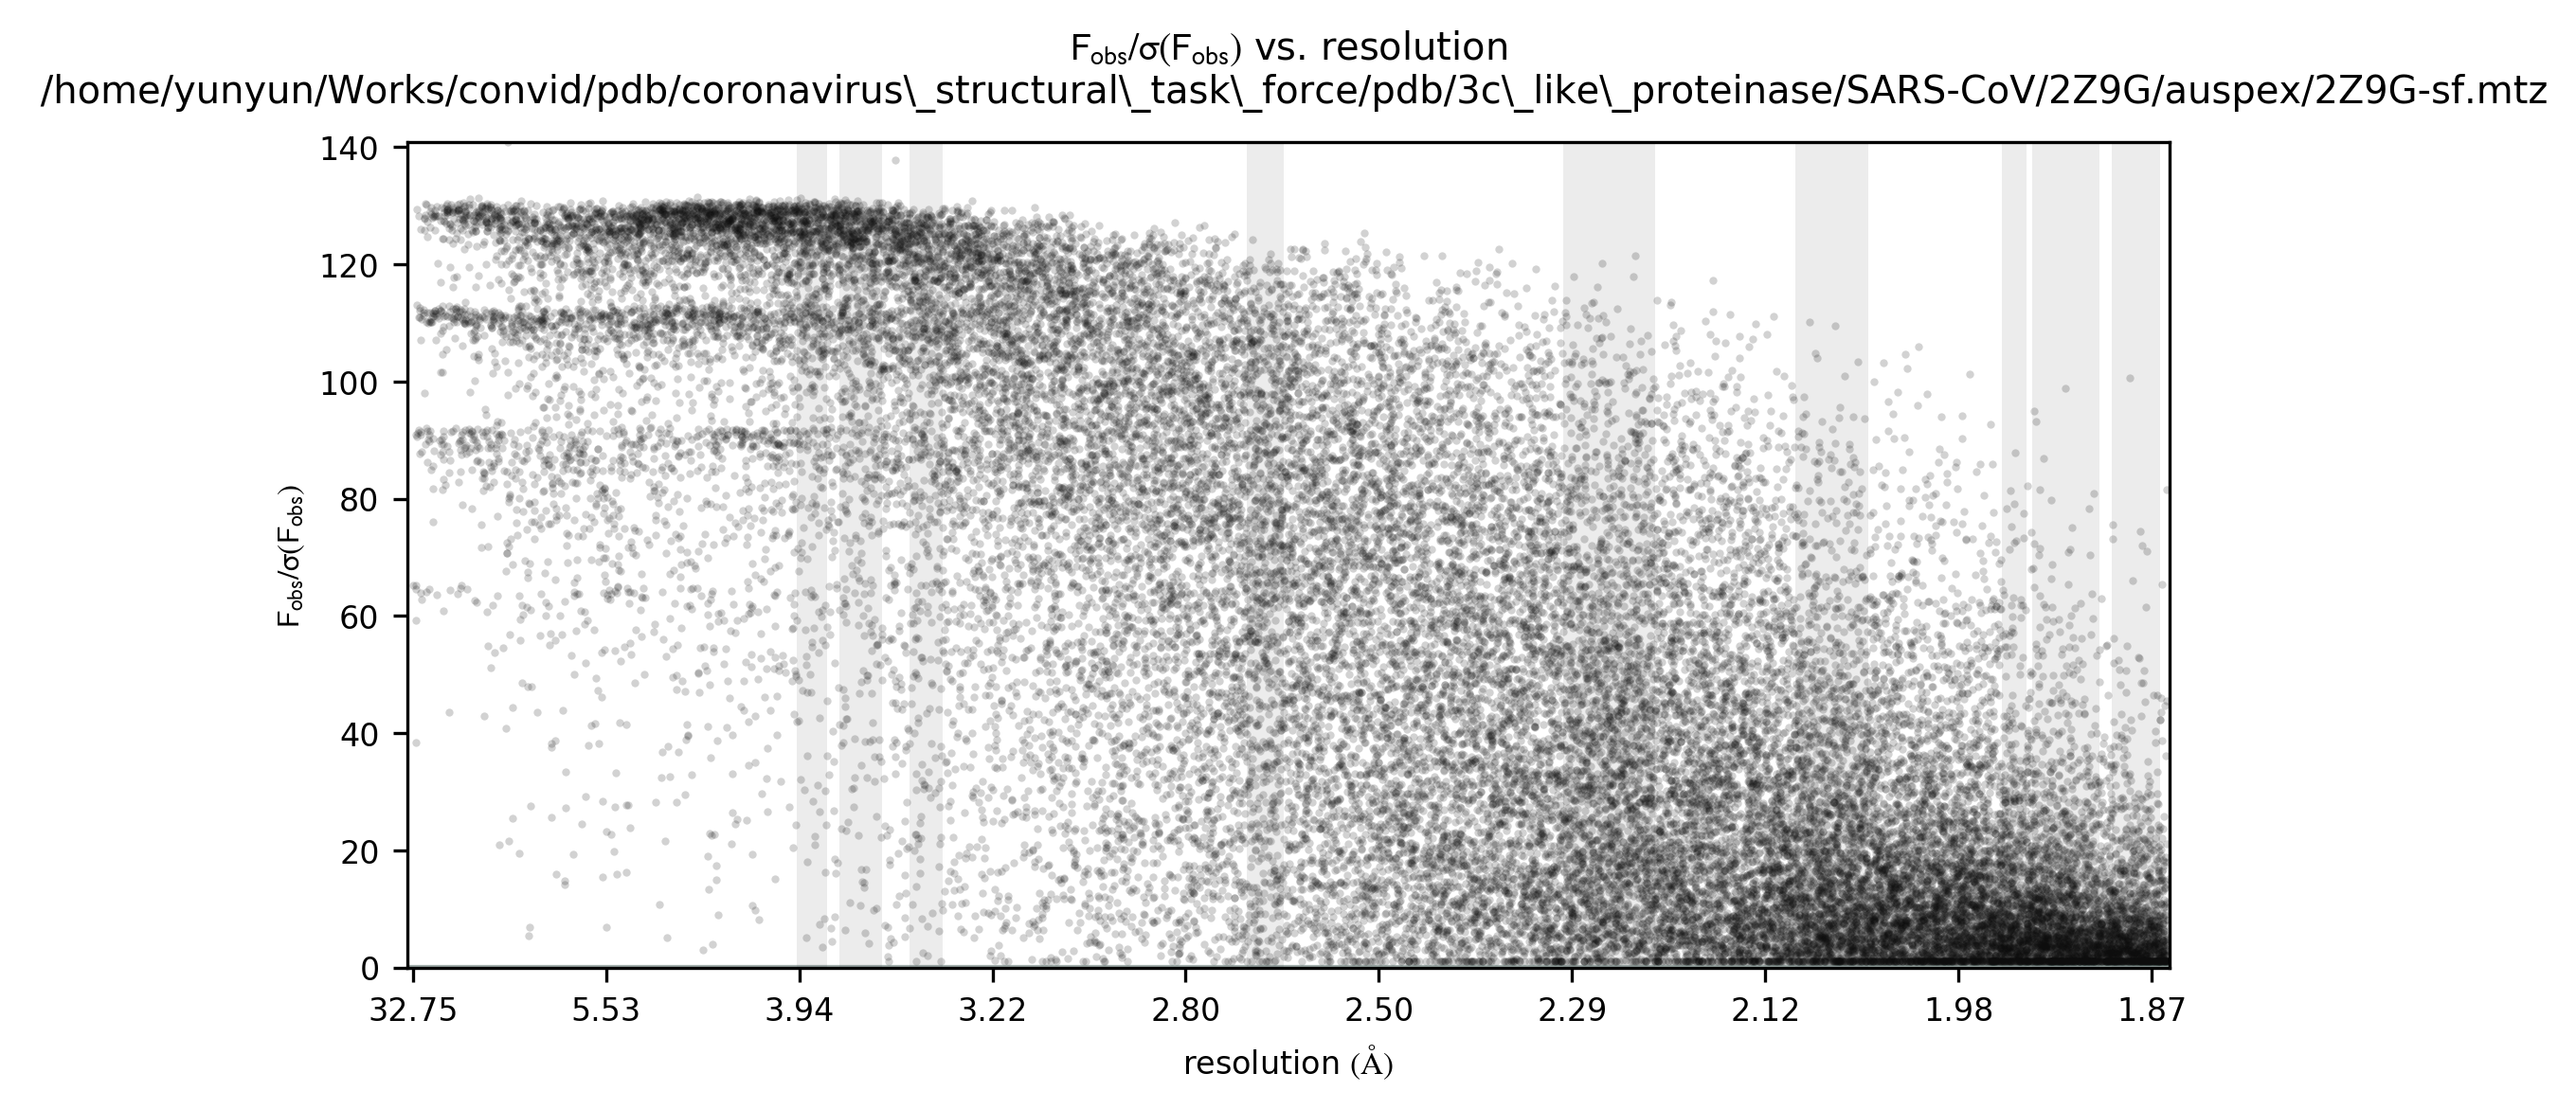 Fobs/σ(Fobs) vs. resolution
/home/yunyun/Works/convid/pdb/coronavirus\_structural\_task\_force/pdb/3c\_like\_proteinase/SARS-CoV/2Z9G/auspex/2Z9G-sf.mtz
140
120
100
80
60
40
20
0
Fobs/σ(Fobs)
32.75 5.53 3.94 3.22 2.80 2.50 2.29 2.12 1.98 1.87
resolution (Å)